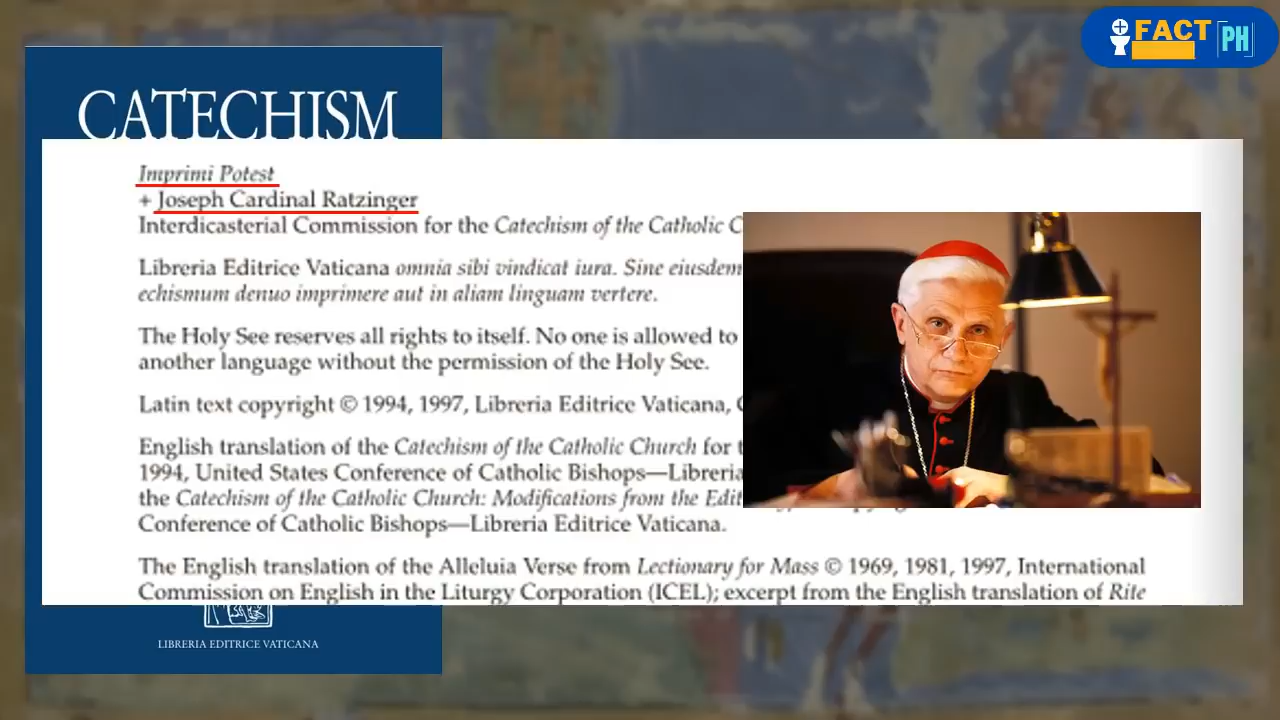 FACT
PH
CATECHISM
Imprimi Potest
+ Joseph Cardinal Ratzinger
Interdicasterial Commission for the Catechism of the Catholic C
Libreria Editrice Vaticana omnia sibi vindicat iura. Sine eiusdem
echismum denuo imprimere aut in aliam linguam vertere.
The Holy See reserves all rights to itself. No one is allowed to
another language without the permission of the Holy See.
Latin text copyright © 1994, 1997, Libreria Editrice Vaticana,
English translation of the Catechism of the Catholic Church for
1994, United States Conference of Catholic Bishops—Libreria
the Catechism of the Catholic Church: Modifications from the
Conference of Catholic Bishops—Libreria Editrice Vaticana.
The English translation of the Alleluia Verse from Lectionary for Mass © 1969, 1981, 1997, International
Commission on English in the Liturgy Corporation (ICEL); excerpt from the English translation of Rite
LIBRERIA EDITRICE VATICANA